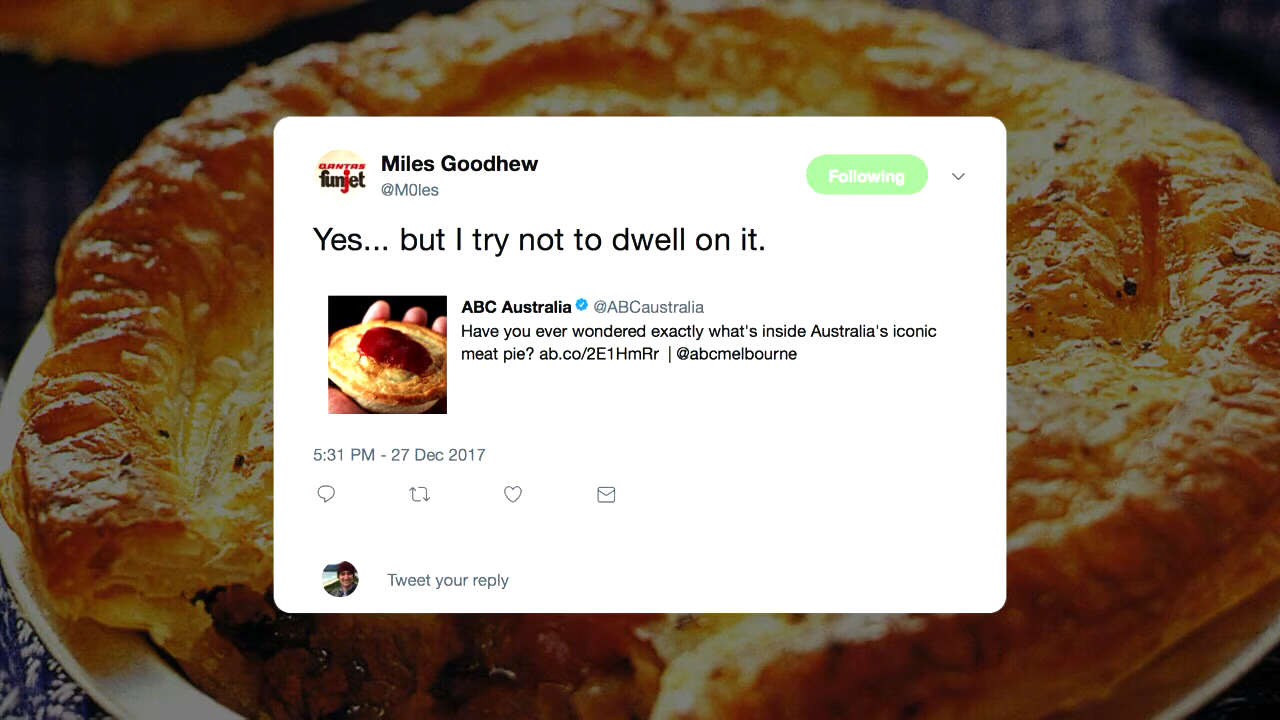 QANTAS
funjet
Miles Goodhew
@M0les
Following
Yes... but I try not to dwell on it.
ABC Australia @ABCaustralia
Have you ever wondered exactly what's inside Australia's iconic
meat pie? ab.co/2E1HmRr | @abcmelbourne
5:31 PM - 27 Dec 2017
Tweet your reply